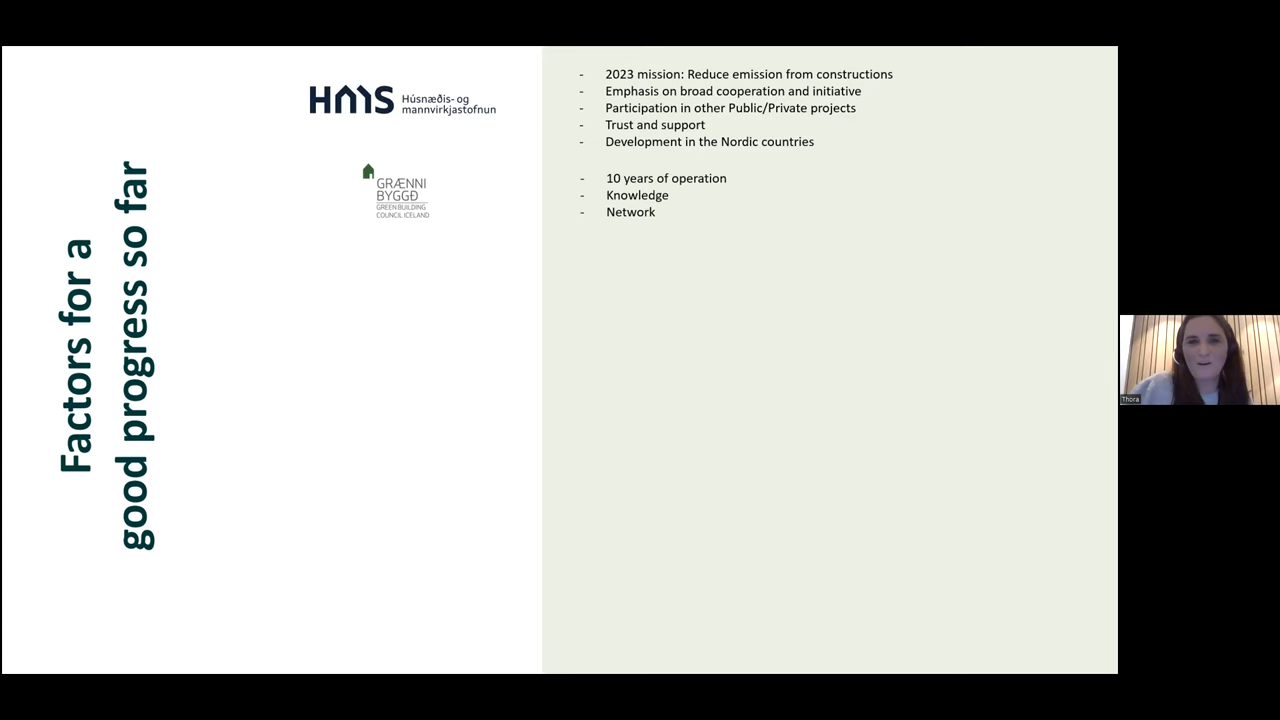 Factors for a
good progress so far
HMS Húsnæðis- og
mannvirkjastofnun
GRÆNNI
BYGGÐ
GREEN BUILDING
COUNCIL ICELAND
- 2023 mission: Reduce emission from constructions
- Emphasis on broad cooperation and initiative
- Participation in other Public/Private projects
- Trust and support
- Development in the Nordic countries
- 10 years of operation
- Knowledge
- Network
Thora